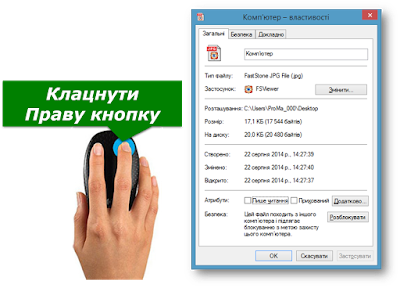 Клацнути
Праву кнопку
Комп'ютер – властивості
Загальні Безпека Докладно
Комп'ютер
Тип файлу: FastStone JPG File (jpg)
Застосунок: FSViewer Змінити...
Розташування: C:\Users\ProMa_000\Desktop
Розмір: 17.1 КБ (17 544 байтів)
На диску: 20.0 КБ (20 480 байтів)
Створено: 22 серпня 2014 р., 14:27:39
Змінено: 22 серпня 2014 р., 14:27:40
Відкрито: 22 серпня 2014 р., 14:27:37
Атрибути: Лише читання Прихований Додатково...
Безпека: Цей файл походить з іншого Розблокувати
комп'ютера і підлягає
блокуванню з метою захисту
цього комп'ютера.
ОК Скасувати Застосувати